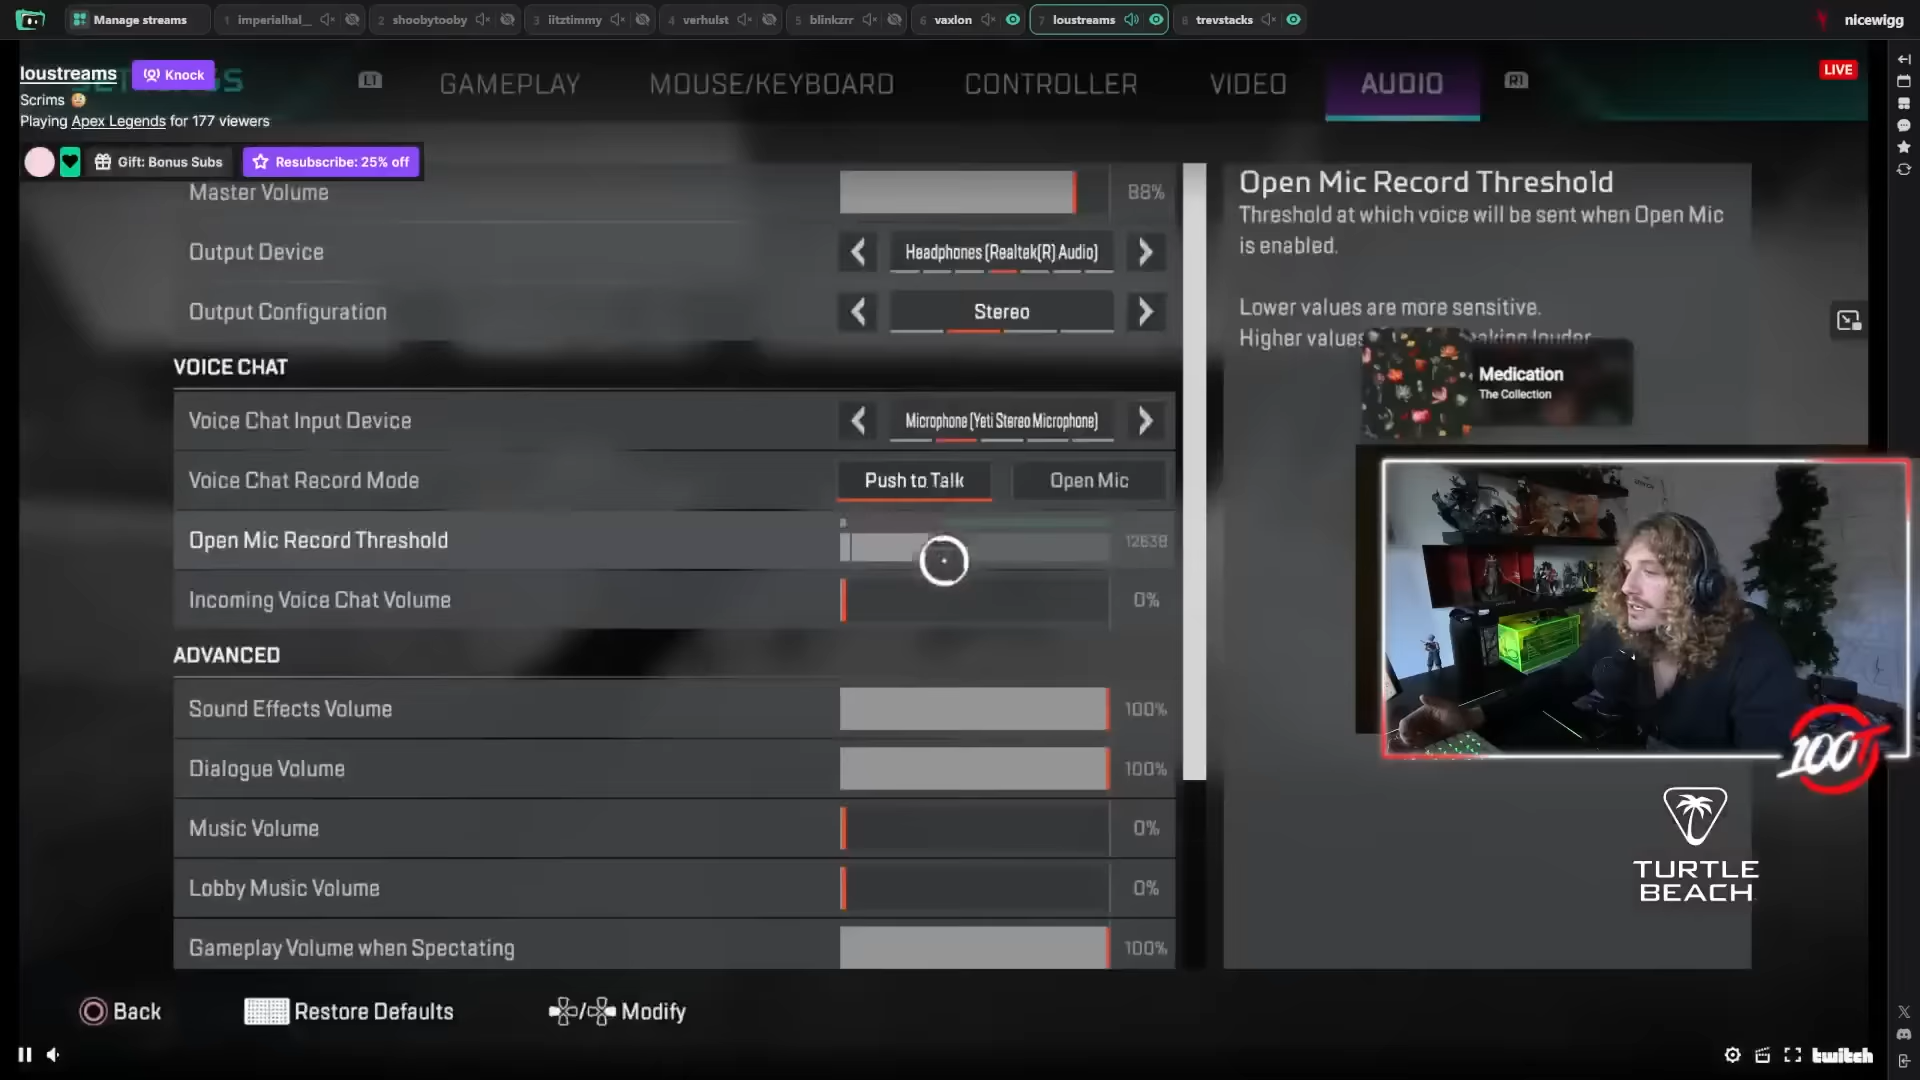 Manage streams
1 imperialhal_
2 shoobytooby
3 iitztimmy
4 verhulst
5 blinkzrr
6 vaxlon
7 loustreams
8 trevstacks
nicewigg
loustreams
Knock
GS
Scrims
Playing Apex Legends for 177 viewers
Gift: Bonus Subs
Resubscribe: 25% off
LT
GAMEPLAY
MOUSE/KEYBOARD
CONTROLLER
VIDEO
AUDIO
LIVE
Master Volume
88%
Output Device
Headphones (Realtek(R) Audio)
Output Configuration
Stereo
VOICE CHAT
Voice Chat Input Device
Microphone (Yeti Stereo Microphone)
Voice Chat Record Mode
Push to Talk
Open Mic
Open Mic Record Threshold
12638
Incoming Voice Chat Volume
0%
ADVANCED
Sound Effects Volume
100%
Dialogue Volume
100%
Music Volume
0%
Lobby Music Volume
0%
Gameplay Volume when Spectating
100%
Open Mic Record Threshold
Threshold at which voice will be sent when Open Mic
is enabled.
Lower values are more sensitive.
Higher values
louder
Medication
The Collection
100T
TURTLE
BEACH
Back
Restore Defaults
/ Modify
twitch